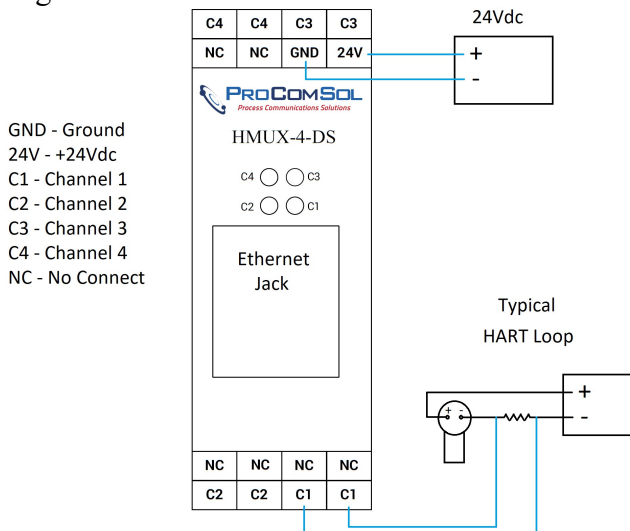 C4 C4 C3 C3
NC NC GND 24V
24Vdc
+
-
PROCOMSOL
Process Communications Solutions
HMUX-4-DS
GND - Ground
24V - +24Vdc
C1 - Channel 1
C2 - Channel 2
C3 - Channel 3
C4 - Channel 4
NC - No Connect
C4 C3
C2 C1
Ethernet
Jack
Typical
HART Loop
+
-
+ -
NC NC NC NC
C2 C2 C1 C1